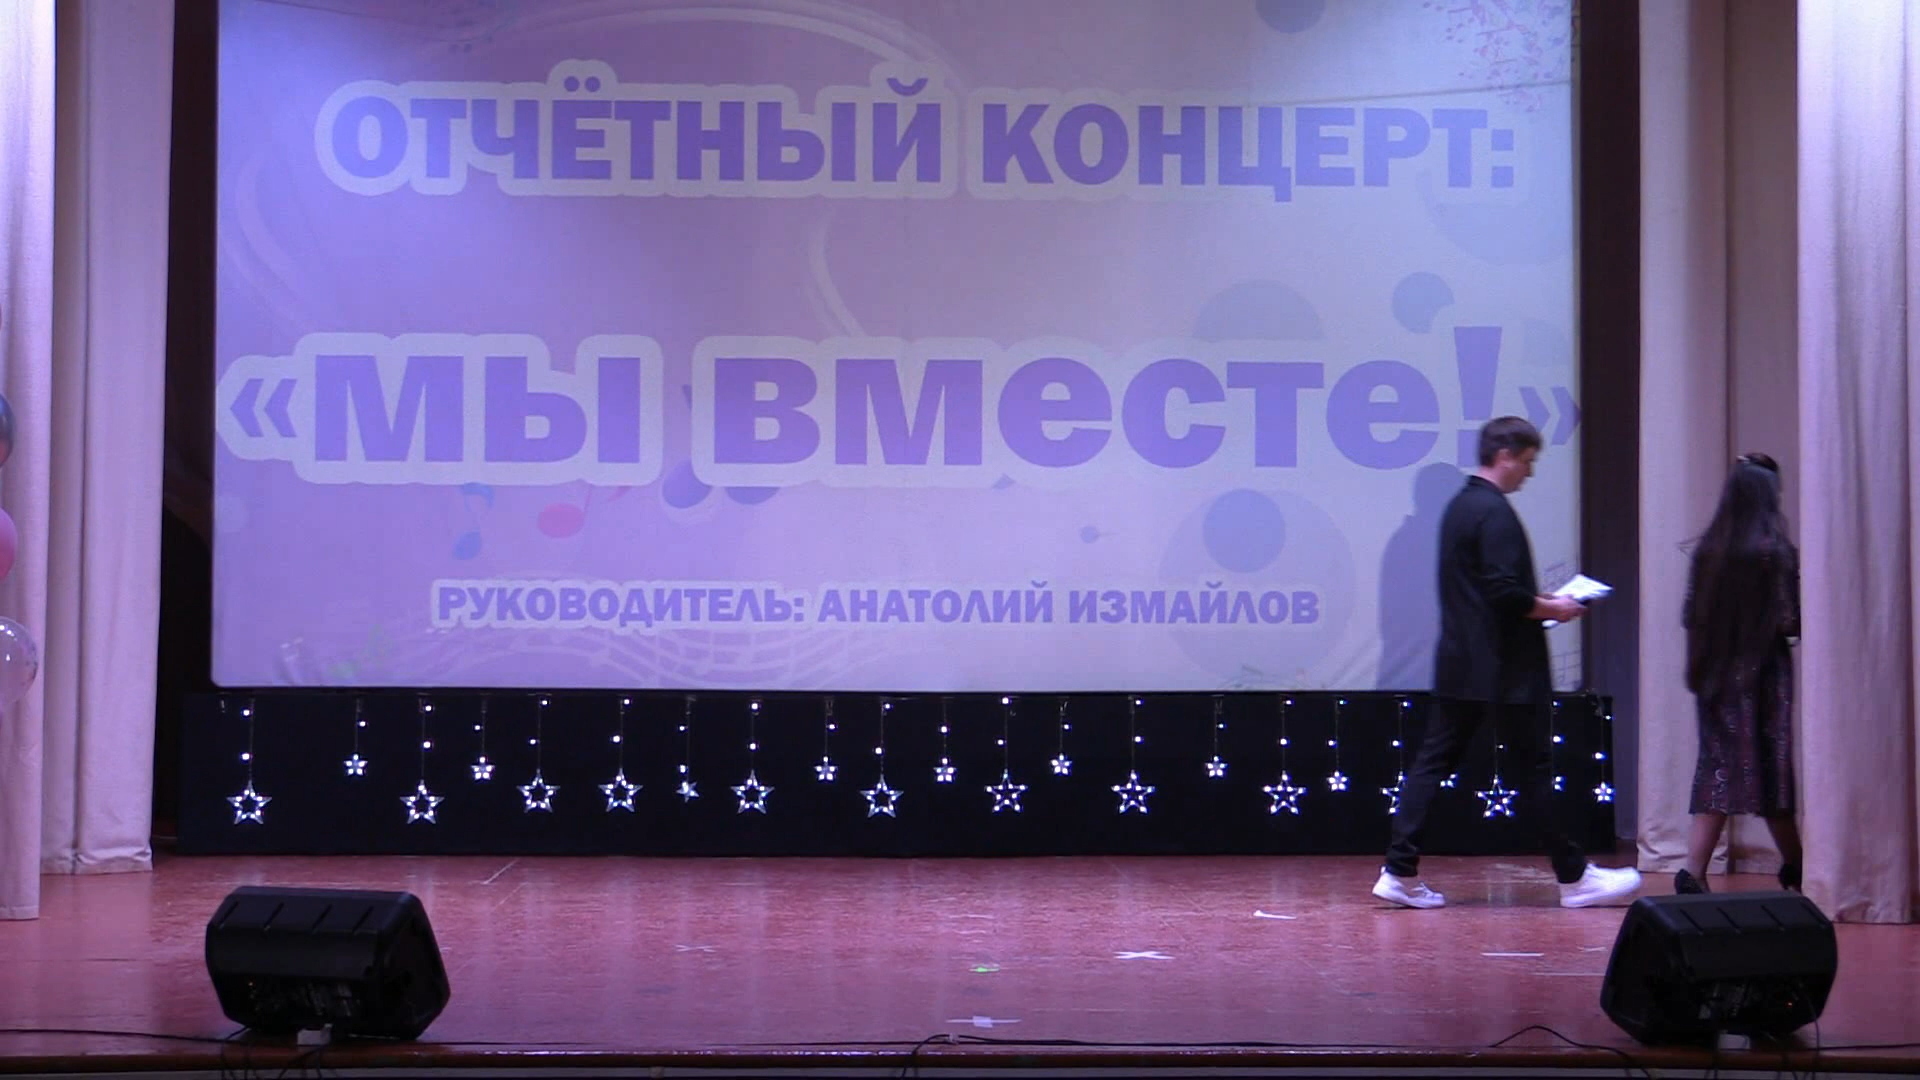 ОТЧЁТНЫЙ КОНЦЕРТ:
«МЫ ВМЕСТЕ!»
РУКОВОДИТЕЛЬ: АНАТОЛИЙ ИЗМАЙЛОВ